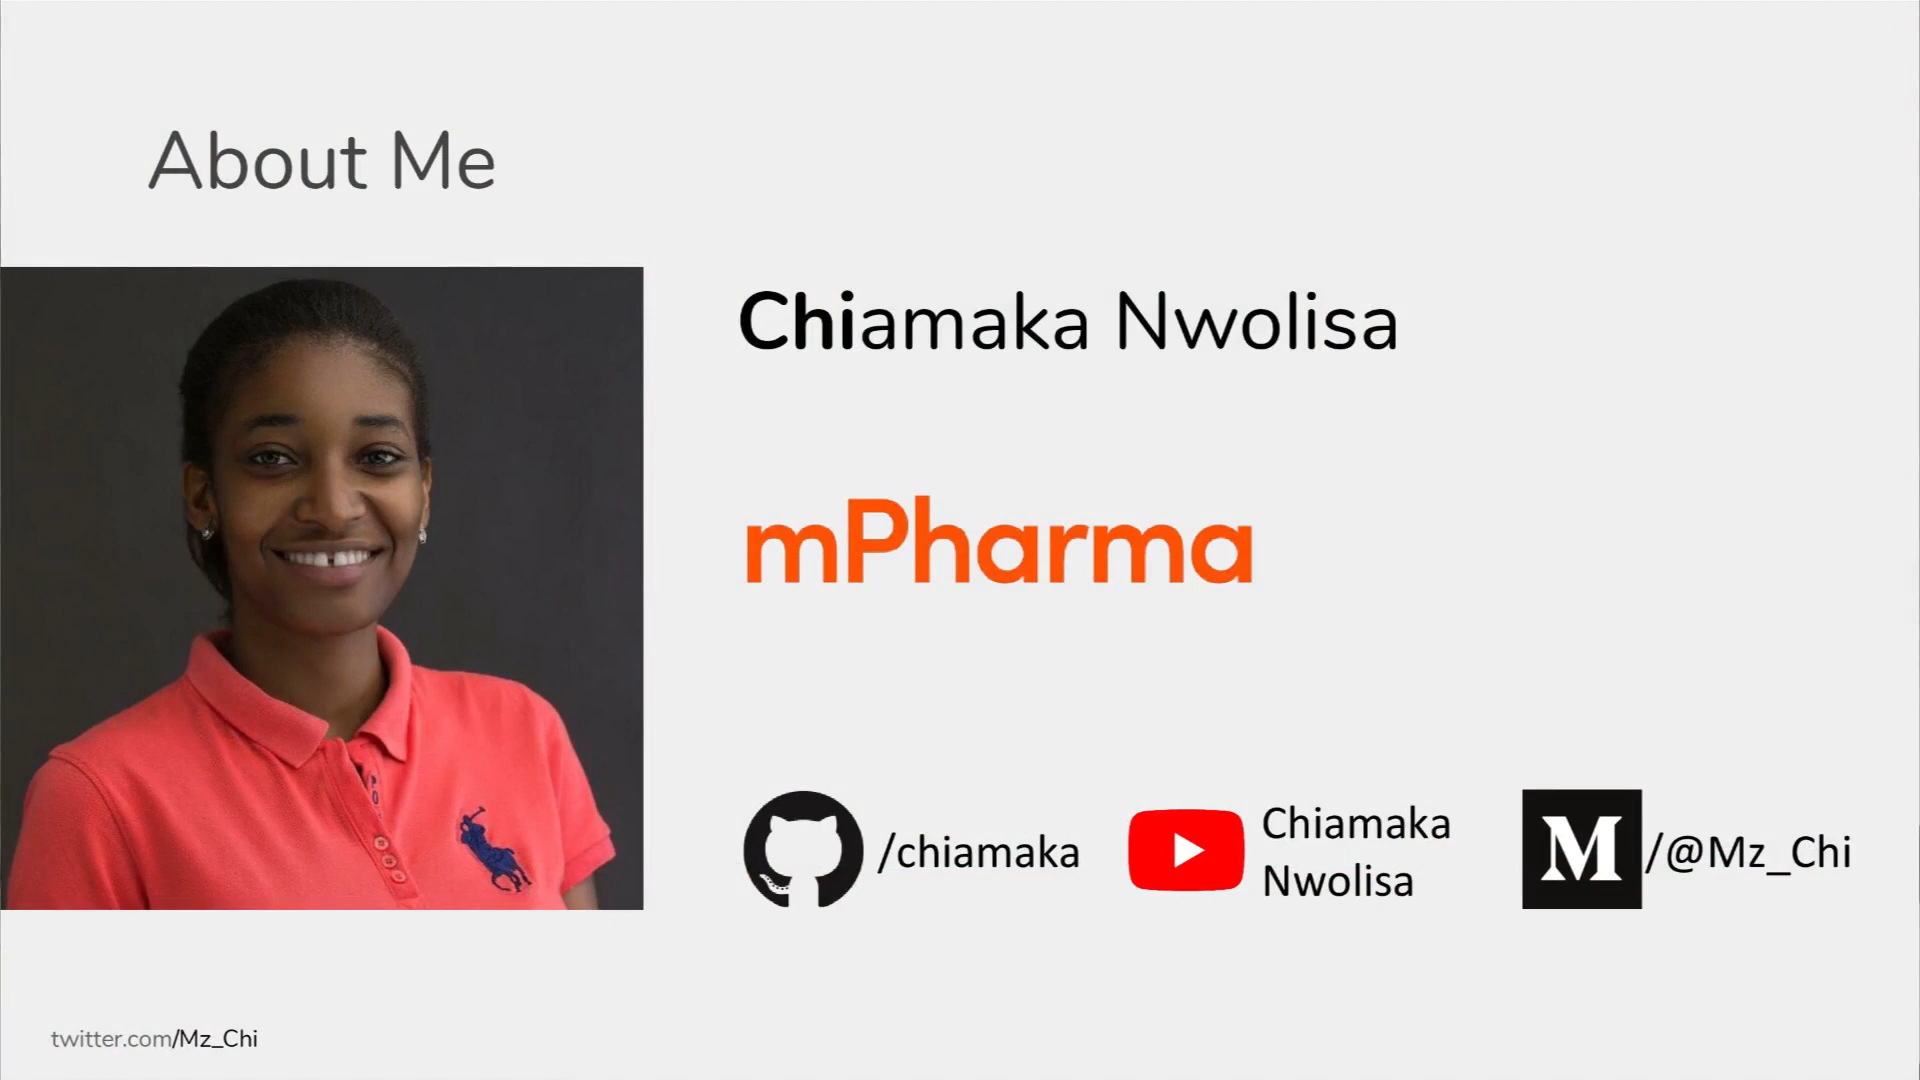 About Me
Chiamaka Nwolisa
mPharma
/chiamaka
Chiamaka
Nwolisa
M/@Mz_Chi
twitter.com/Mz_Chi